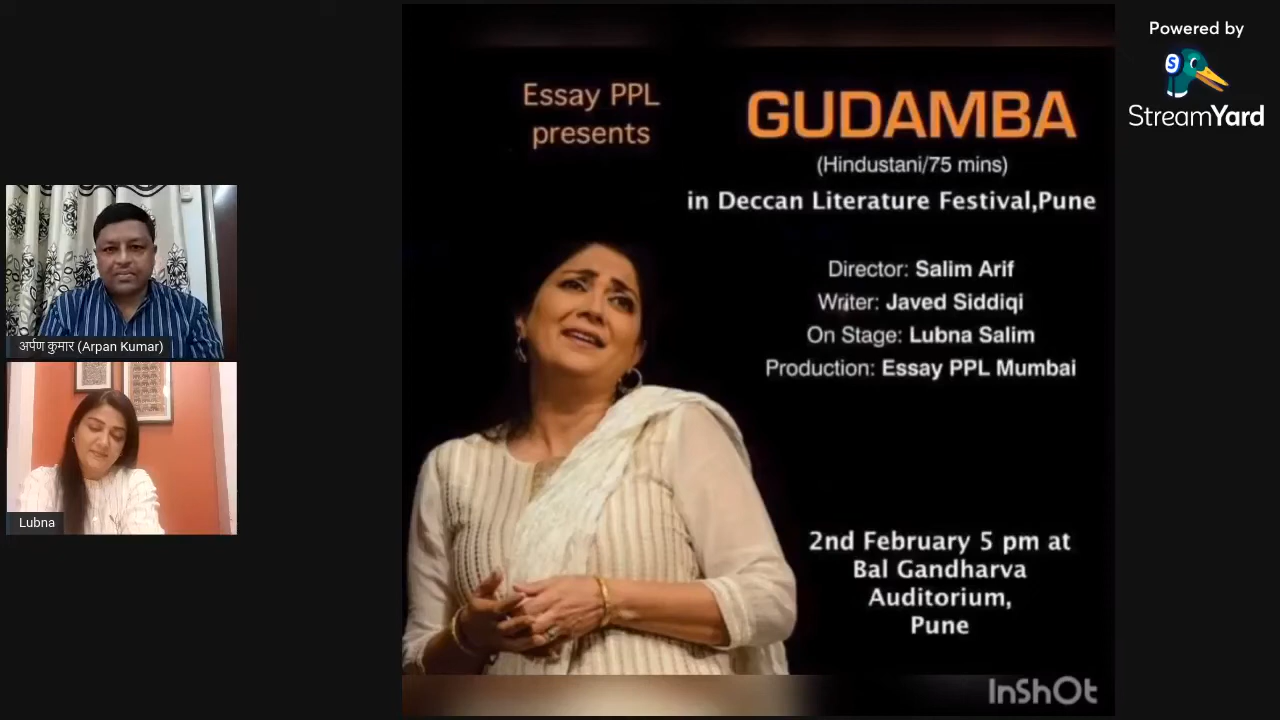 Powered by
StreamYard
Essay PPL
presents
GUDAMBA
(Hindustani/75 mins)
in Deccan Literature Festival,Pune
Director: Salim Arif
Writer: Javed Siddiqi
On Stage: Lubna Salim
Production: Essay PPL Mumbai
2nd February 5 pm at
Bal Gandharva
Auditorium,
Pune
InShOt
अर्पण कुमार (Arpan Kumar)
Lubna